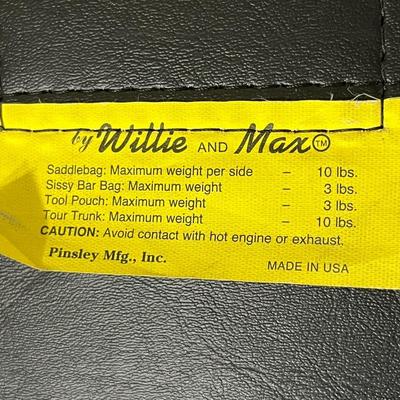 by Willie AND Max TM
Saddlebag: Maximum weight per side – 10 lbs.
Sissy Bar Bag: Maximum weight – 3 lbs.
Tool Pouch: Maximum weight – 3 lbs.
Tour Trunk: Maximum weight – 10 lbs.
CAUTION: Avoid contact with hot engine or exhaust.
Pinsley Mfg., Inc. MADE IN USA